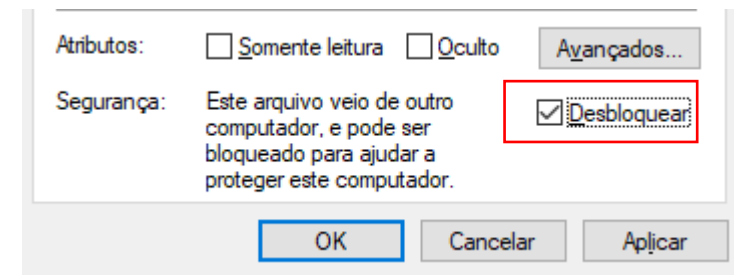 Atributos:
Somente leitura
Oculto
Avançados...
Segurança:
Este arquivo veio de outro
computador, e pode ser
bloqueado para ajudar a
proteger este computador.
Desbloquear
OK
Cancelar
Aplicar